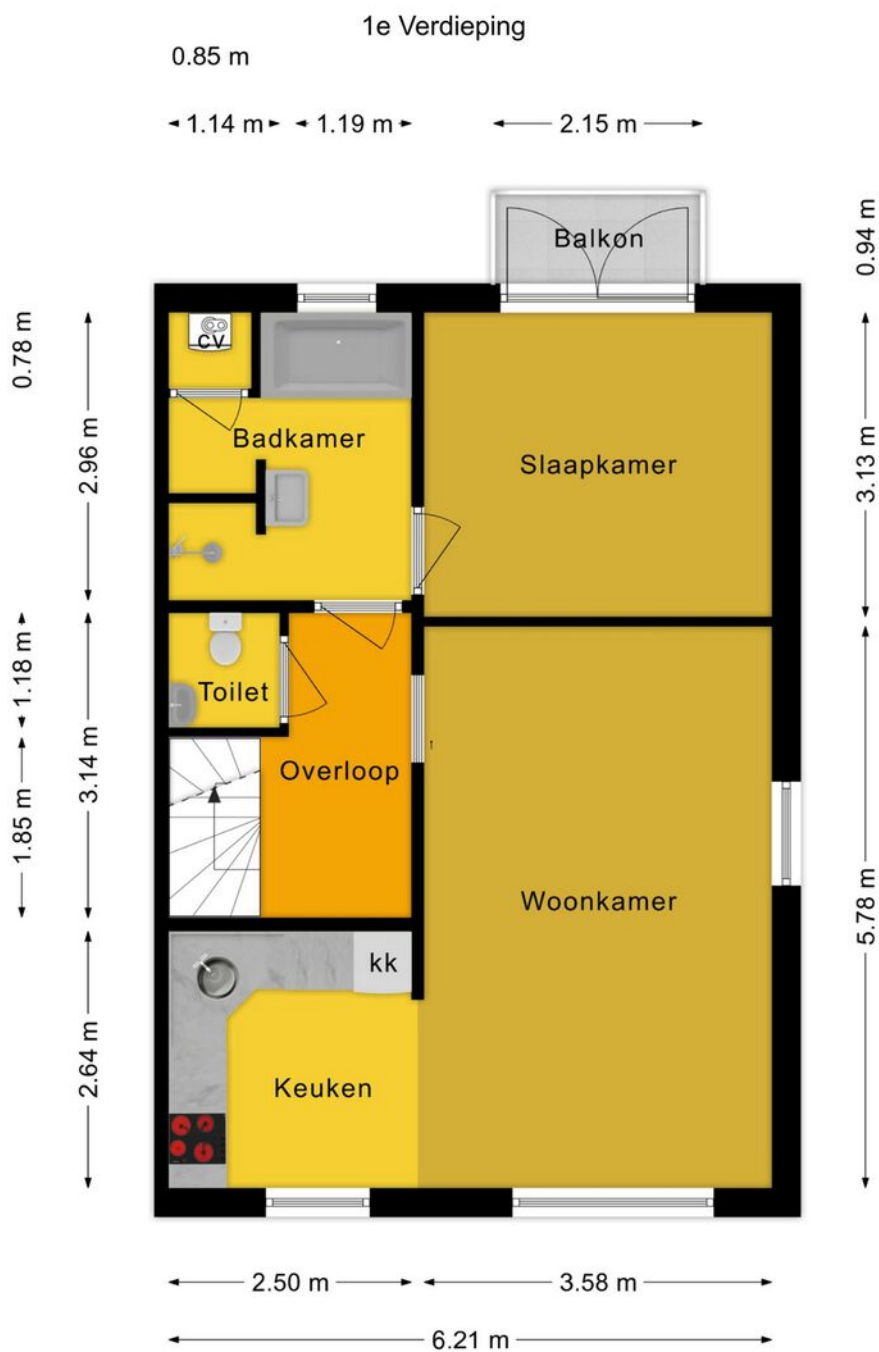 1e Verdieping
0.85 m
1.14 m
1.19 m
2.15 m
Balkon
0.94 m
0.78 m
cv
Badkamer
2.96 m
Slaapkamer
3.13 m
1.18 m
Toilet
3.14 m
Overloop
1.85 m
Woonkamer
5.78 m
kk
2.64 m
Keuken
2.50 m
3.58 m
6.21 m